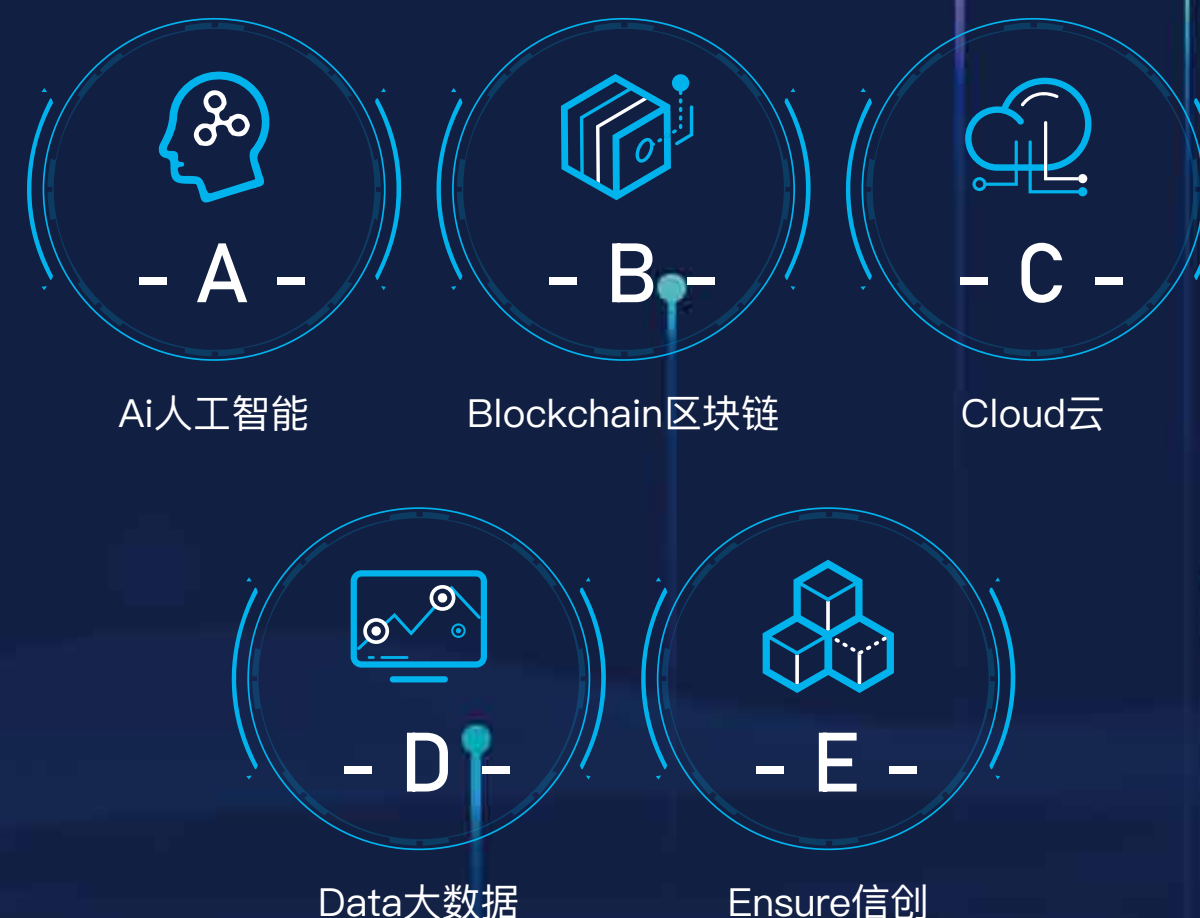 - A -
- B -
- C -
Ai人工智能
Blockchain区块链
Cloud云
- D -
- E -
Data大数据
Ensure信创